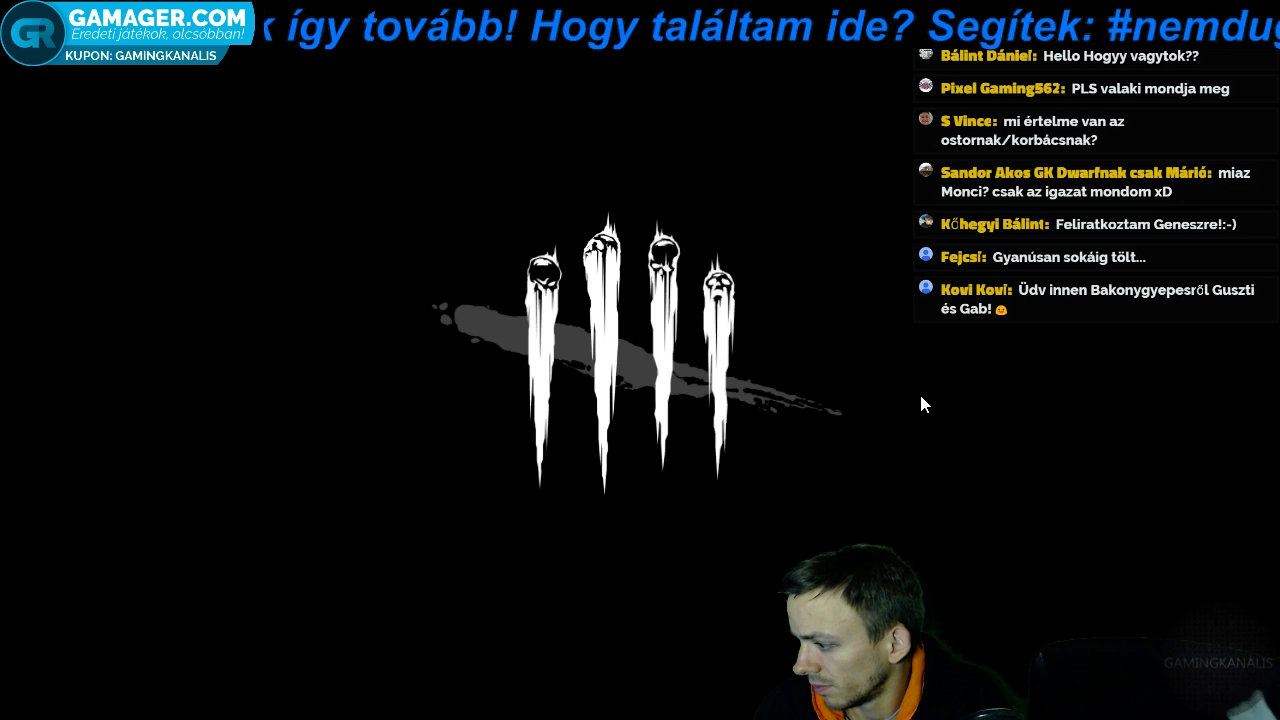 GAMAGER.COM
Eredeti játékok, olcsóbban!
KUPON: GAMINGKANALIS
k így tovább! Hogy találtam ide? Segítek: #nemdug
Bálint Dániel: Hello Hogyy vagytok??
Pixel Gaming562: PLS valaki mondja meg
S Vince: mi értelme van az
ostornak/korbácsnak?
Sandor Akos GK Dwarfnak csak Márió: miaz
Monci? csak az igazat mondom xD
Kőhegyi Bálint: Feliratkoztam Geneszre!:-)
Fejcsi: Gyanúsan sokáig tölt...
Kovi Kovi: Üdv innen Bakonygyepesről Guszti
és Gab!
GAMINGKANALIS